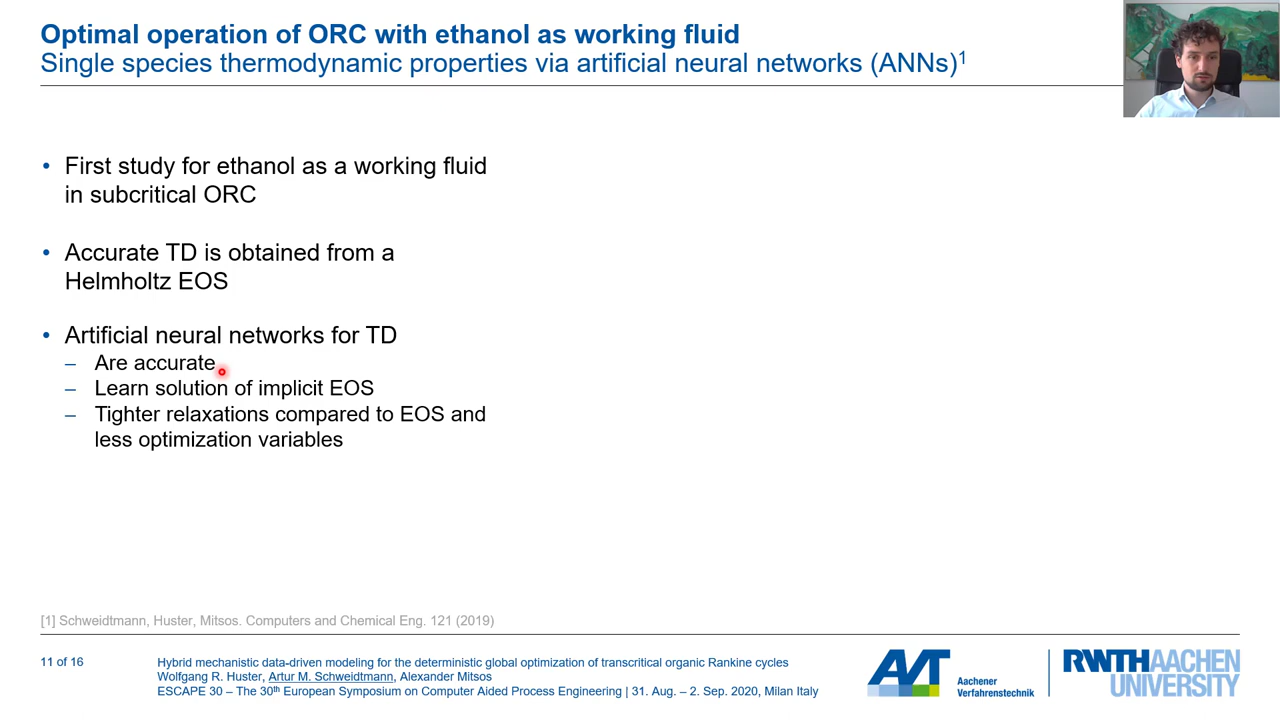 Optimal operation of ORC with ethanol as working fluid
Single species thermodynamic properties via artificial neural networks (ANNs)¹
• First study for ethanol as a working fluid
in subcritical ORC
• Accurate TD is obtained from a
Helmholtz EOS
• Artificial neural networks for TD
– Are accurate
– Learn solution of implicit EOS
– Tighter relaxations compared to EOS and
less optimization variables
[1] Schweidtmann, Huster, Mitsos. Computers and Chemical Eng. 121 (2019)
11 of 16
Hybrid mechanistic data-driven modeling for the deterministic global optimization of transcritical organic Rankine cycles
Wolfgang R. Huster, Artur M. Schweidtmann, Alexander Mitsos
ESCAPE 30 – The 30th European Symposium on Computer Aided Process Engineering | 31. Aug. – 2. Sep. 2020, Milan Italy
AVT
Aachener
Verfahrenstechnik
RWTHAACHEN
UNIVERSITY